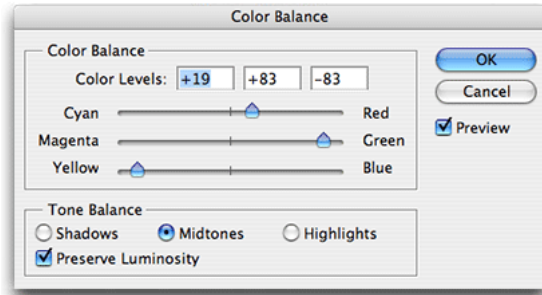 Color Balance
Color Balance
Color Levels: +19 +83 -83
Cyan Red
Magenta Green
Yellow Blue
OK
Cancel
Preview
Tone Balance
Shadows Midtones Highlights
Preserve Luminosity